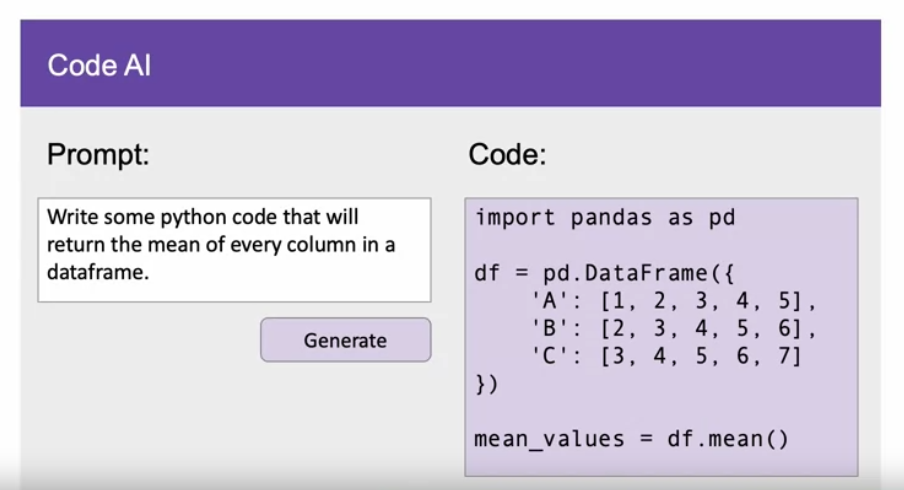 Code AI
Prompt:
Write some python code that will
return the mean of every column in a
dataframe.
Generate
Code:
import pandas as pd
df = pd.DataFrame({
    'A': [1, 2, 3, 4, 5],
    'B': [2, 3, 4, 5, 6],
    'C': [3, 4, 5, 6, 7]
})
mean_values = df.mean()